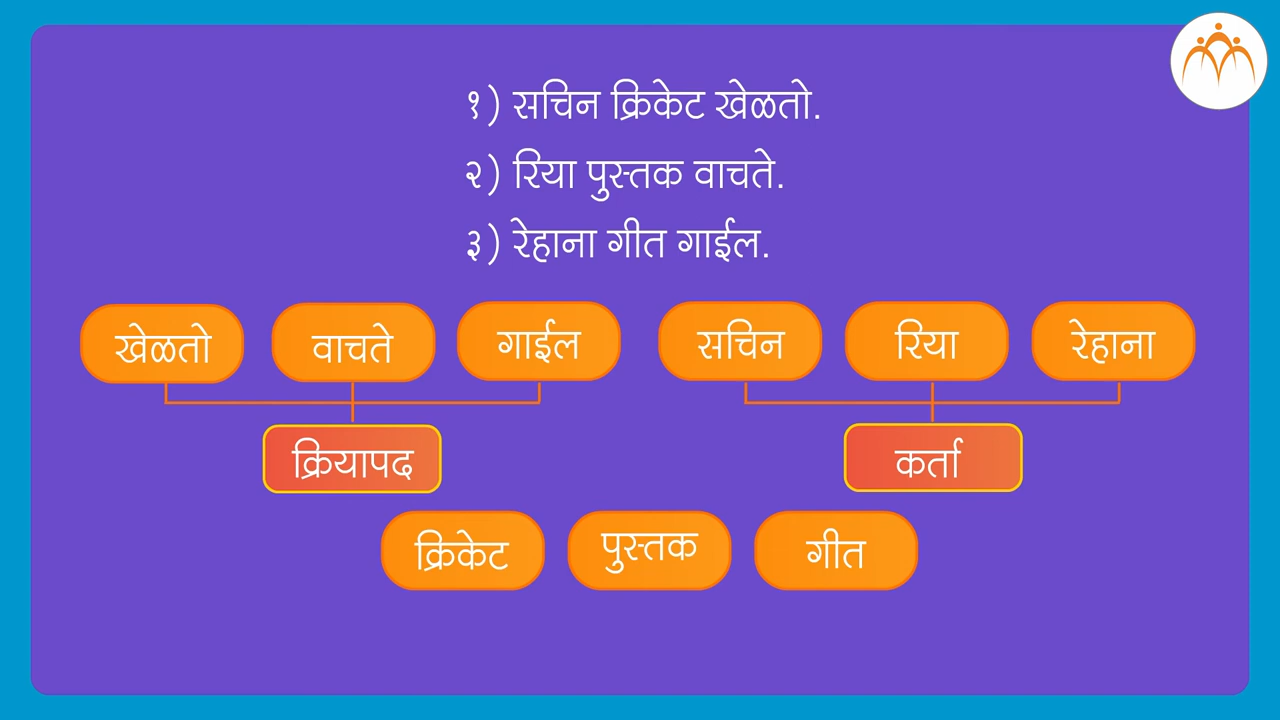 १) सचिन क्रिकेट खेळतो.
२) रिया पुस्तक वाचते.
३) रेहाना गीत गाईल.
खेळतो वाचते गाईल सचिन रिया रेहाना
क्रियापद कर्ता
क्रिकेट पुस्तक गीत